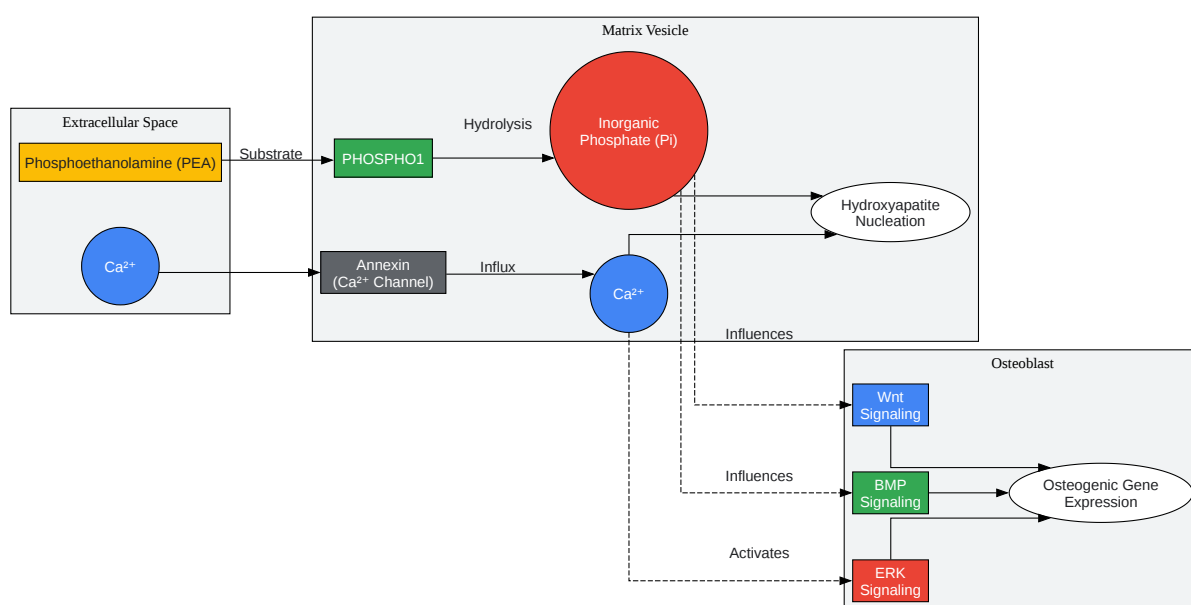 Matrix Vesicle
Extracellular Space
Phosphoethanolamine (PEA)
Substrate
PHOSPHO1
Hydrolysis
Inorganic
Phosphate (Pi)
Hydroxyapatite
Nucleation
Ca²⁺
Annexin
(Ca²⁺ Channel)
Influx
Ca²⁺
Influences
Osteoblast
Wnt
Signaling
Influences
BMP
Signaling
Osteogenic Gene
Expression
Activates
ERK
Signaling